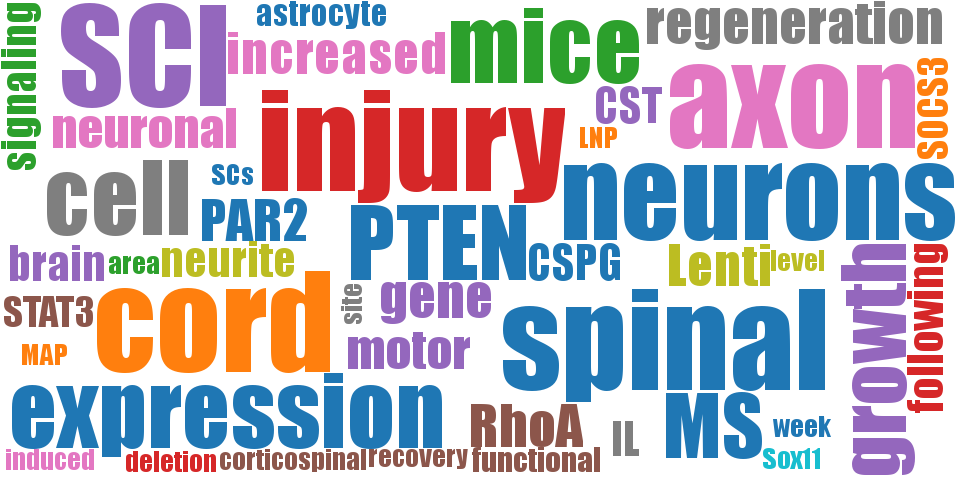 signaling
SCI
astrocyte
increased
mice
regeneration
neuronal
injury
CST
LNP
axon
SOCS3
cell
SCs
PAR2
PTEN
neurons
CSPG
brain
area
neurite
Lenti
level
STAT3
cord
site
gene
spinal
growth
following
MAP
motor
expression
RhoA
IL
MS
week
Sox11
induced
deletion
corticospinal
recovery
functional